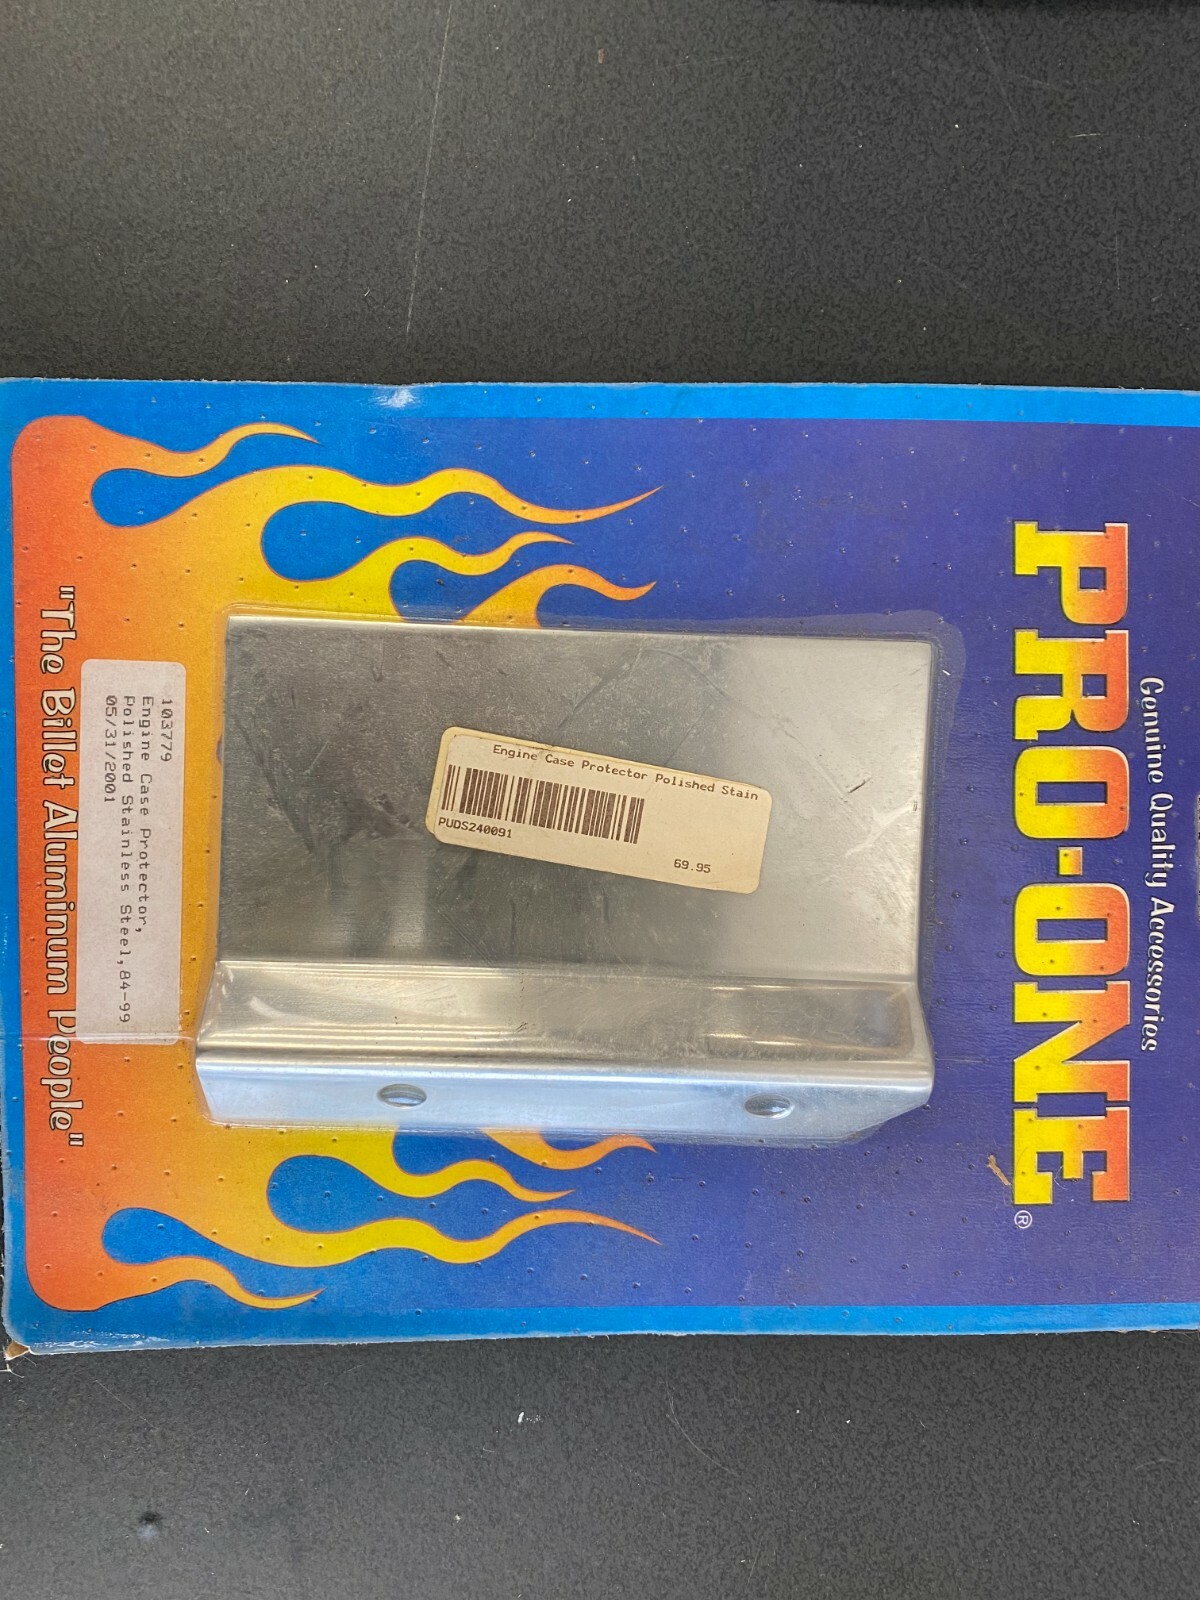 Genuine Quality Accessories
PRO-ONE®
Engine Case Protector Polished Stain
PUDS240091
69.95
103779
Engine Case Protector,
Polished Stainless Steel,84-99
05/31/2001
"The Billet Aluminum People"